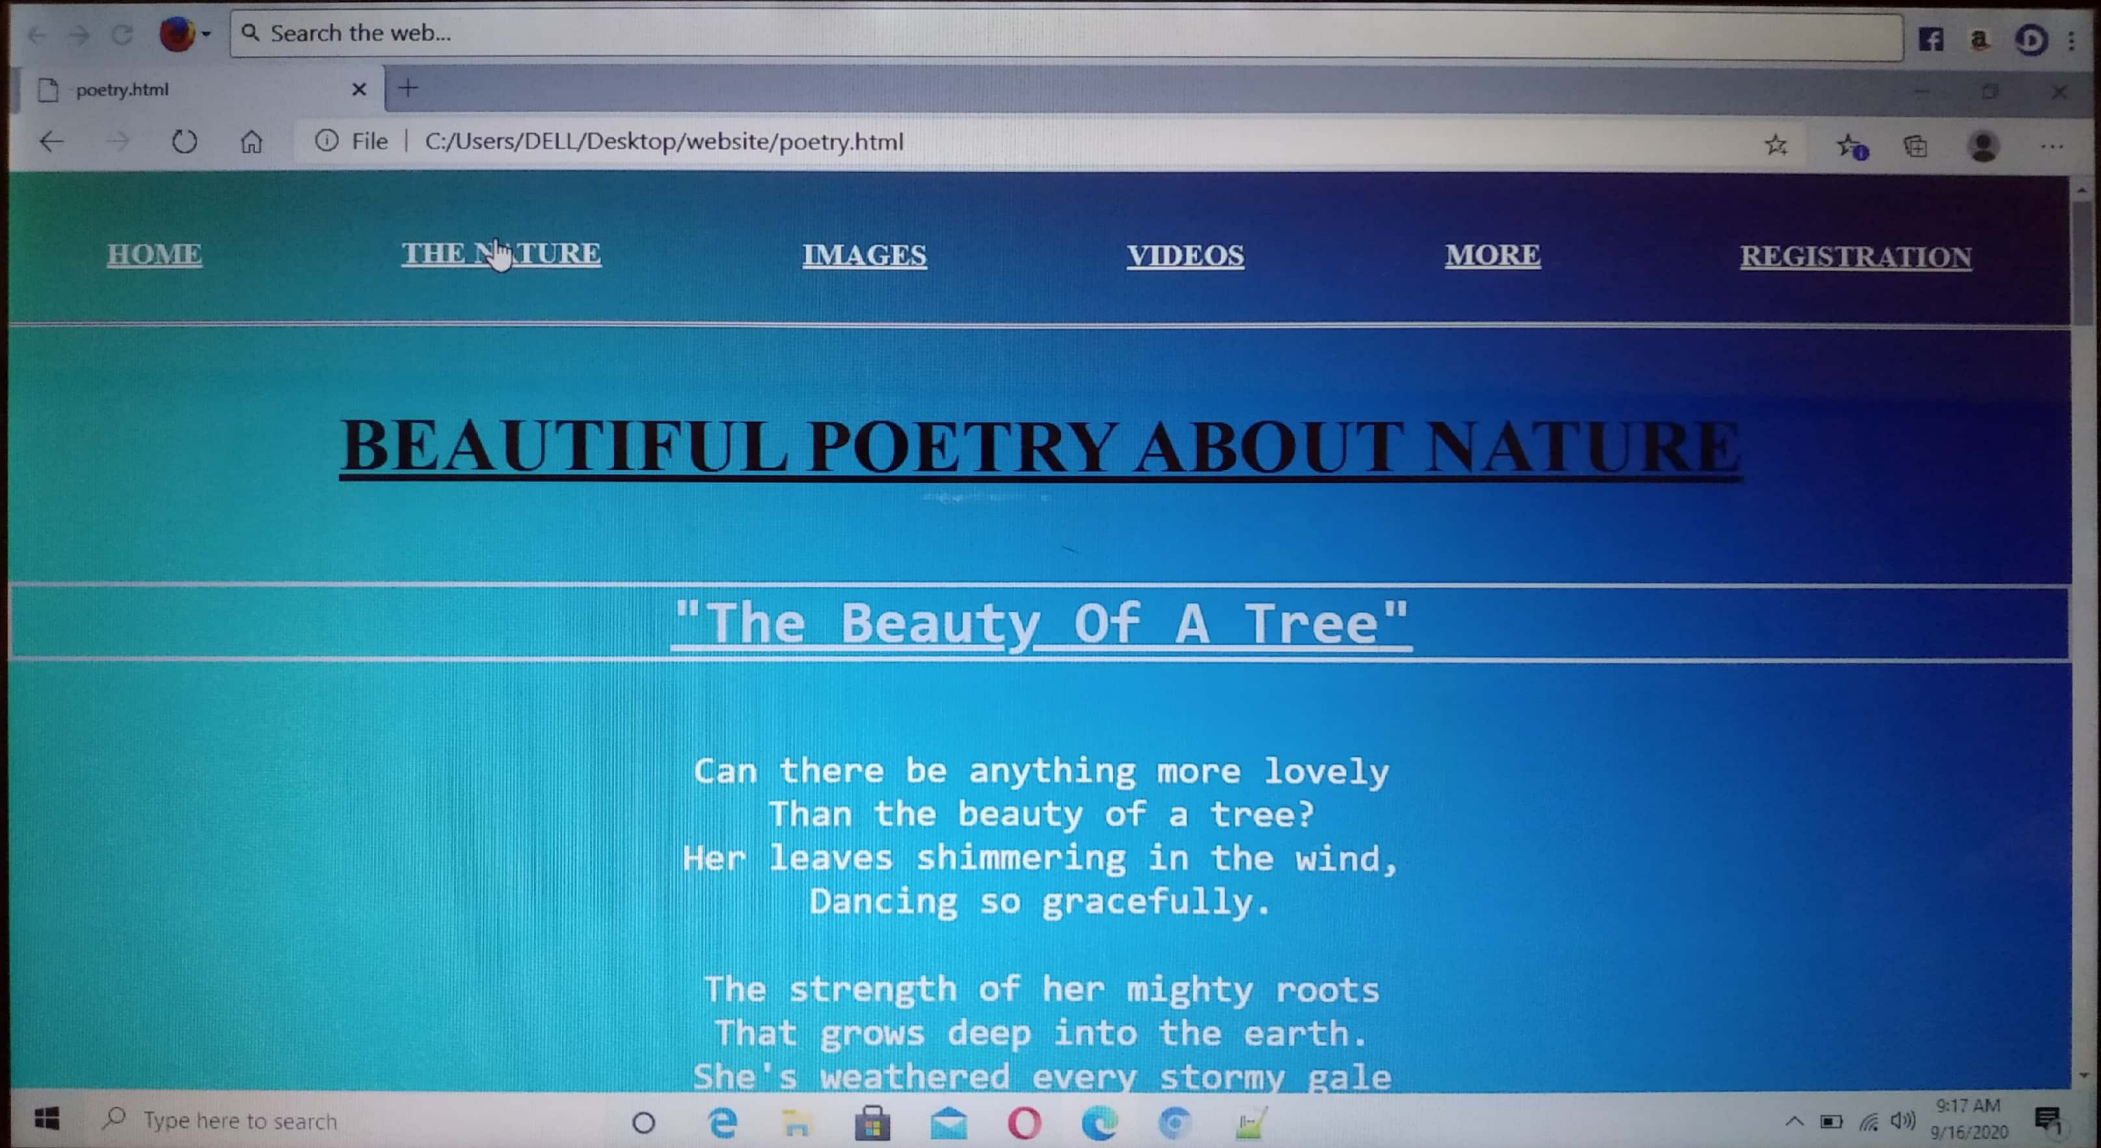 Search the web...
poetry.html
File | C:/Users/DELL/Desktop/website/poetry.html
HOME THE NATURE IMAGES VIDEOS MORE REGISTRATION
BEAUTIFUL POETRY ABOUT NATURE
"The Beauty Of A Tree"
Can there be anything more lovely
Than the beauty of a tree?
Her leaves shimmering in the wind,
Dancing so gracefully.
The strength of her mighty roots
That grows deep into the earth.
She's weathered every stormy gale
Type here to search
9:17 AM
9/16/2020